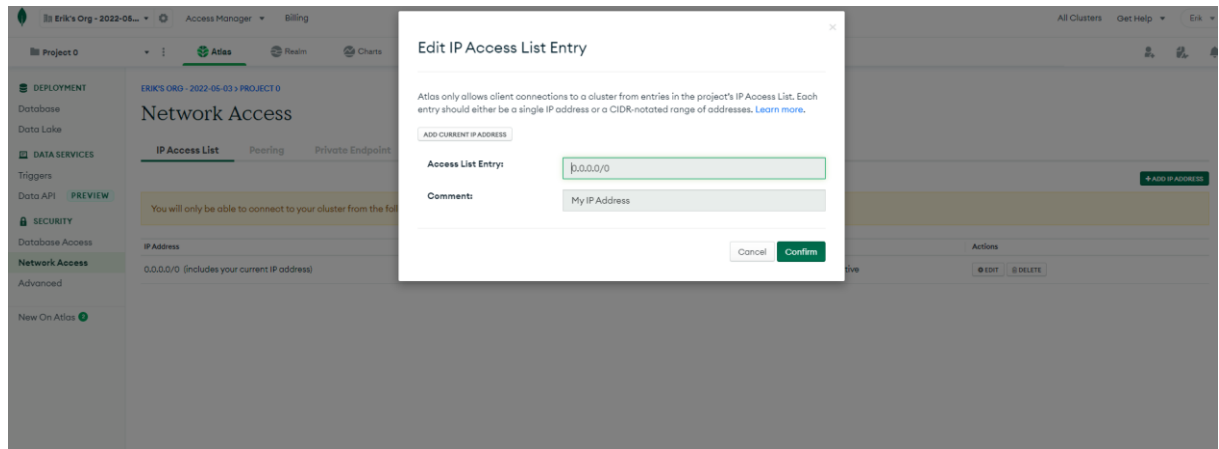 Erik's Org - 2022-05... Access Manager Billing All Clusters Get Help Erik
Project 0 Atlas Realm Charts
DEPLOYMENT
Database
Data Lake
DATA SERVICES
Triggers
Data API PREVIEW
SECURITY
Database Access
Network Access
Advanced
New On Atlas
ERIK'S ORG - 2022-05-03 > PROJECT 0
Network Access
IP Access List Peering Private Endpoint
+ ADD IP ADDRESS
You will only be able to connect to your cluster from the foll
IP Address Actions
0.0.0.0/0 (includes your current IP address) tive EDIT DELETE
Edit IP Access List Entry
Atlas only allows client connections to a cluster from entries in the project's IP Access List. Each
entry should either be a single IP address or a CIDR-notated range of addresses. Learn more.
ADD CURRENT IP ADDRESS
Access List Entry: 0.0.0.0/0
Comment: My IP Address
Cancel Confirm